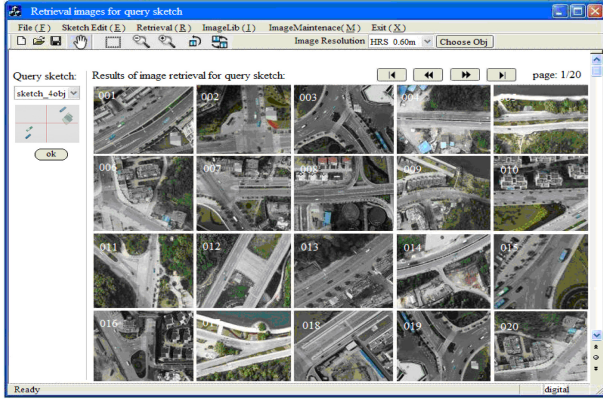 Retrieval images for query sketch
File (F) Sketch Edit (E) Retrieval (R) ImageLib (I) ImageMaintenace(M) Exit (X)
Image Resolution HRS 0.60m Choose Obj
Query sketch: Results of image retrieval for query sketch: page: 1/20
sketch_4obj
ok
001 002 003 004
006 007 008 009 010
011 012 013 014 015
016 018 019 020
Ready digital